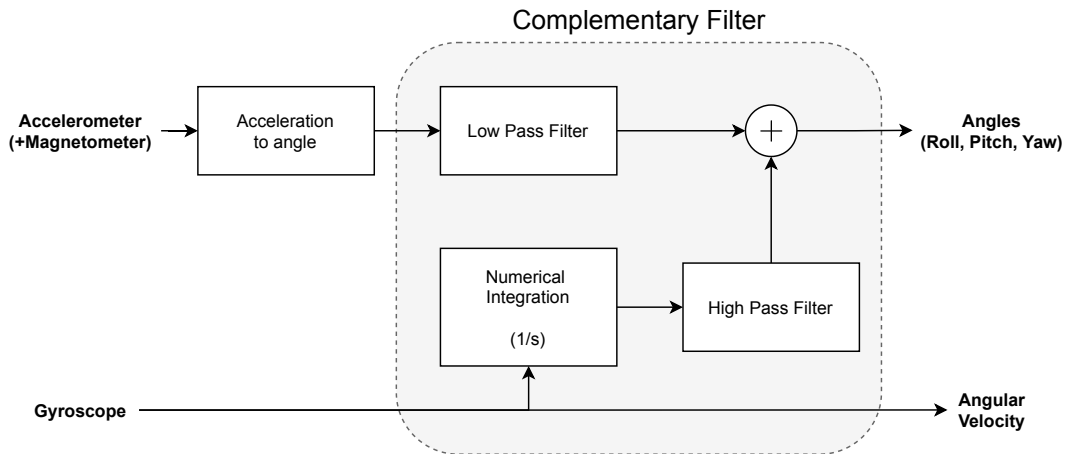 Complementary Filter
Accelerometer
(+Magnetometer)
Acceleration
to angle
Low Pass Filter
+
Angles
(Roll, Pitch, Yaw)
Numerical
Integration
(1/s)
High Pass Filter
Gyroscope
Angular
Velocity